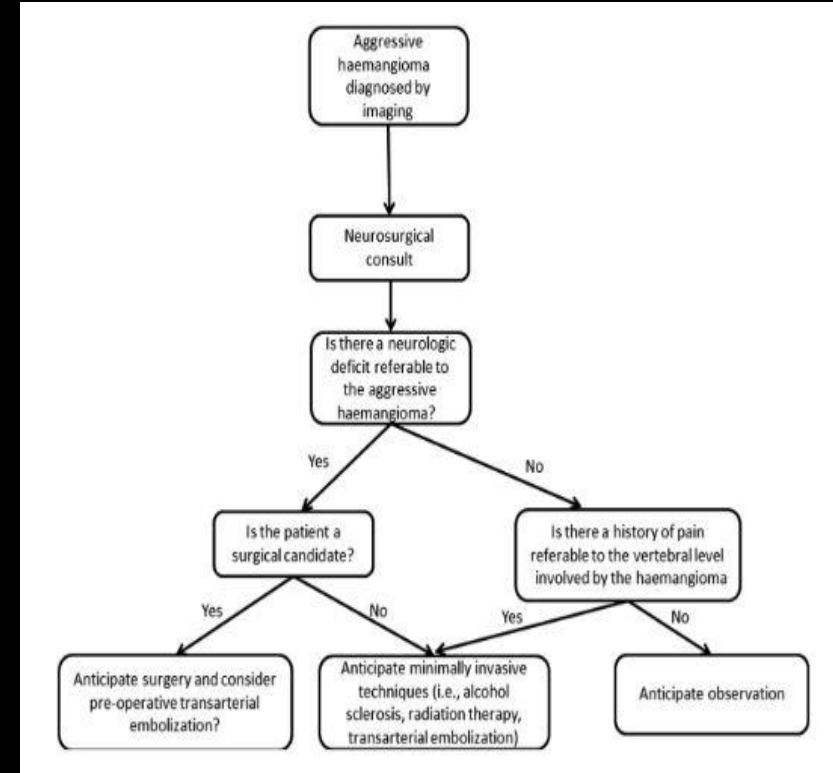 Aggressive
haemangioma
diagnosed by
imaging
Neurosurgical
consult
Is there a neurologic
deficit referable to
the aggressive
haemangioma?
Yes
No
Is the patient a
surgical candidate?
Is there a history of pain
referable to the vertebral level
involved by the haemangioma
Yes
No
Yes
No
Anticipate surgery and consider
pre-operative transarterial
embolization?
Anticipate minimally invasive
techniques (i.e., alcohol
sclerosis, radiation therapy,
transarterial embolization)
Anticipate observation